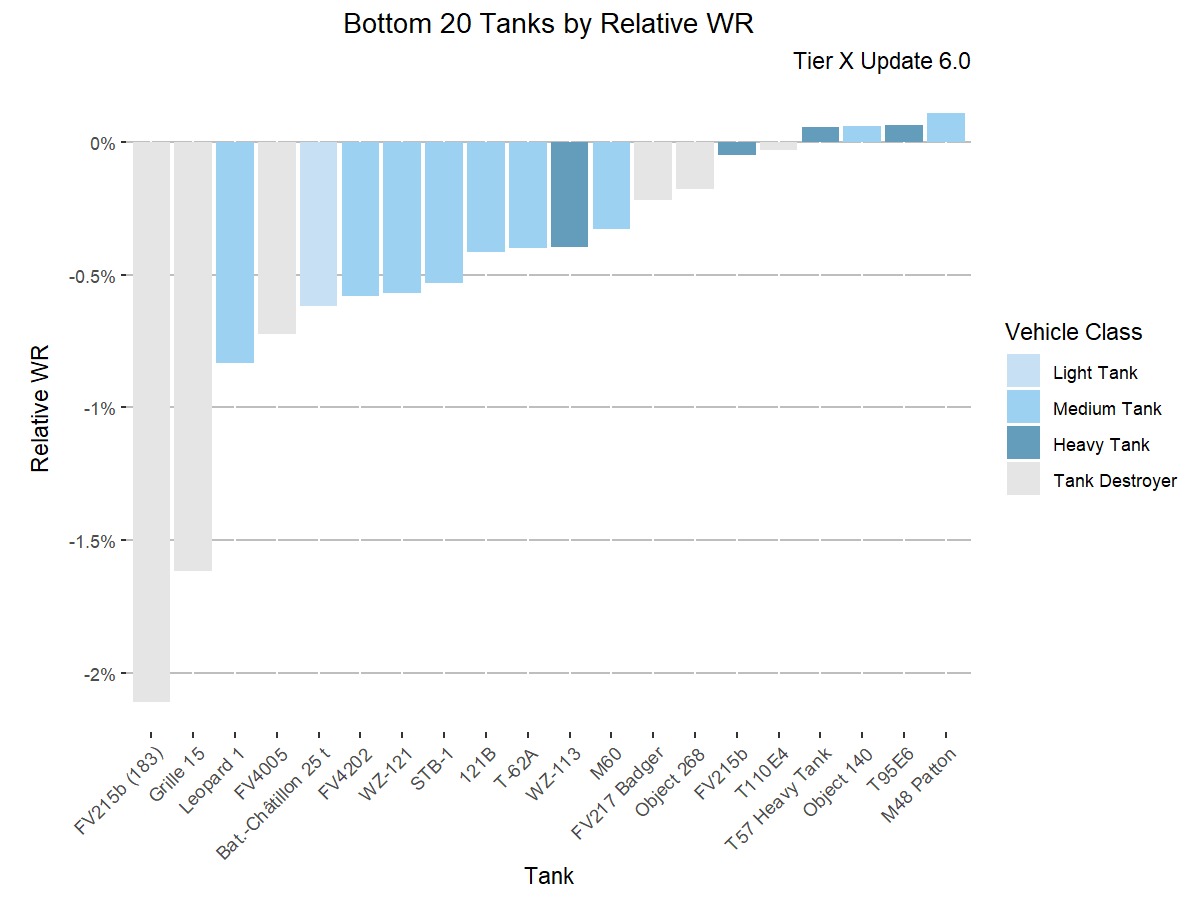 Bottom 20 Tanks by Relative WR
Tier X Update 6.0
0%
-0.5%
-1%
-1.5%
-2%
Relative WR
FV215b (183)
Grille 15
Leopard 1
FV4005
Bat.-Châtillon 25 t
FV4202
WZ-121
STB-1
121B
T-62A
WZ-113
M60
FV217 Badger
Object 268
FV215b
T110E4
T57 Heavy Tank
Object 140
T95E6
M48 Patton
Tank
Vehicle Class
Light Tank
Medium Tank
Heavy Tank
Tank Destroyer